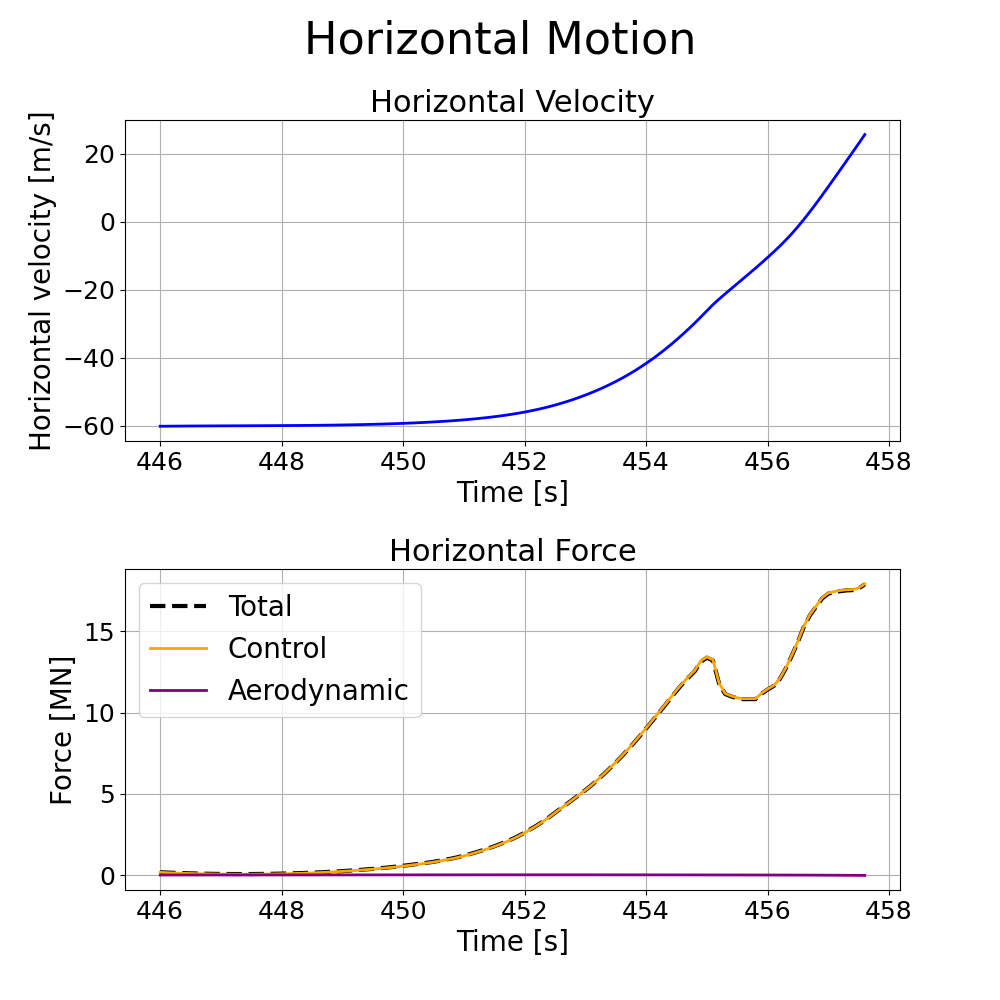 Horizontal Motion
Horizontal Velocity
Horizontal velocity [m/s]
20
0
−20
−40
−60
446 448 450 452 454 456 458
Time [s]
Horizontal Force
Force [MN]
Total
Control
Aerodynamic
15
10
5
0
446 448 450 452 454 456 458
Time [s]